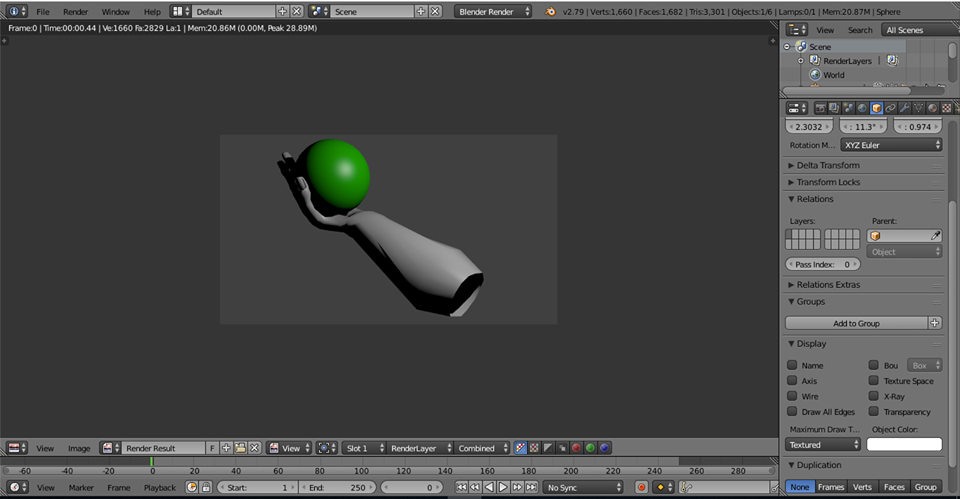 File Render Window Help Default Scene Blender Render v2.79 | Verts:1,660 | Faces:1,682 | Tris:3,301 | Objects:1/6 | Lamps:0/1 | Mem:20.87M | Sphere
Frame:0 | Time:00:00.44 | Ve:1660 Fa:2829 La:1 | Mem:20.86M (0.00M, Peak 28.89M)
View Search All Scenes
Scene
RenderLayers
World
2.3032 : 11.3° : 0.974
Rotation M... XYZ Euler
Delta Transform
Transform Locks
Relations
Layers: Parent:
Object
Pass Index: 0
Relations Extras
Groups
Add to Group
Display
Name Bou Box
Axis Texture Space
Wire X-Ray
Draw All Edges Transparency
Maximum Draw T... Object Color:
Textured
Duplication
None Frames Verts Faces Group
View Image Render Result F View Slot 1 RenderLayer Combined
-60 -40 -20 0 20 40 60 80 100 120 140 160 180 200 220 240 260 280
View Marker Frame Playback Start: 1 End: 250 0 No Sync